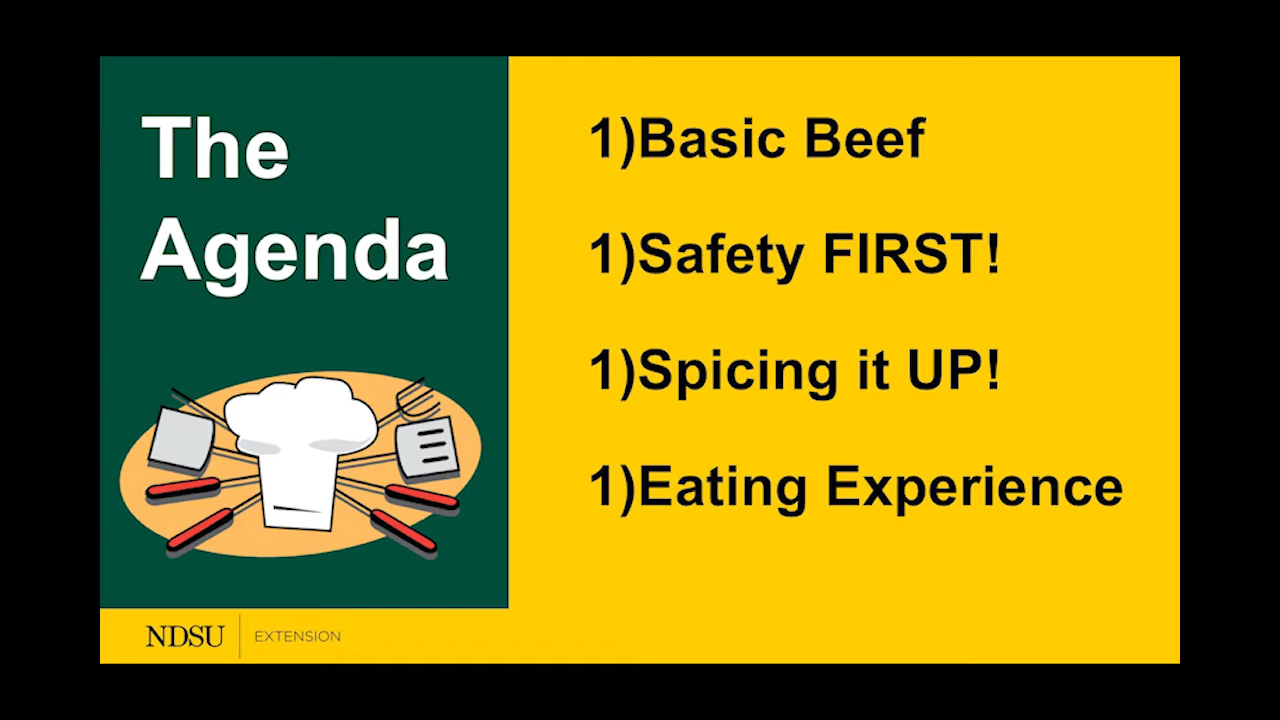 The
Agenda
1)Basic Beef
1)Safety FIRST!
1)Spicing it UP!
1)Eating Experience
NDSU
EXTENSION